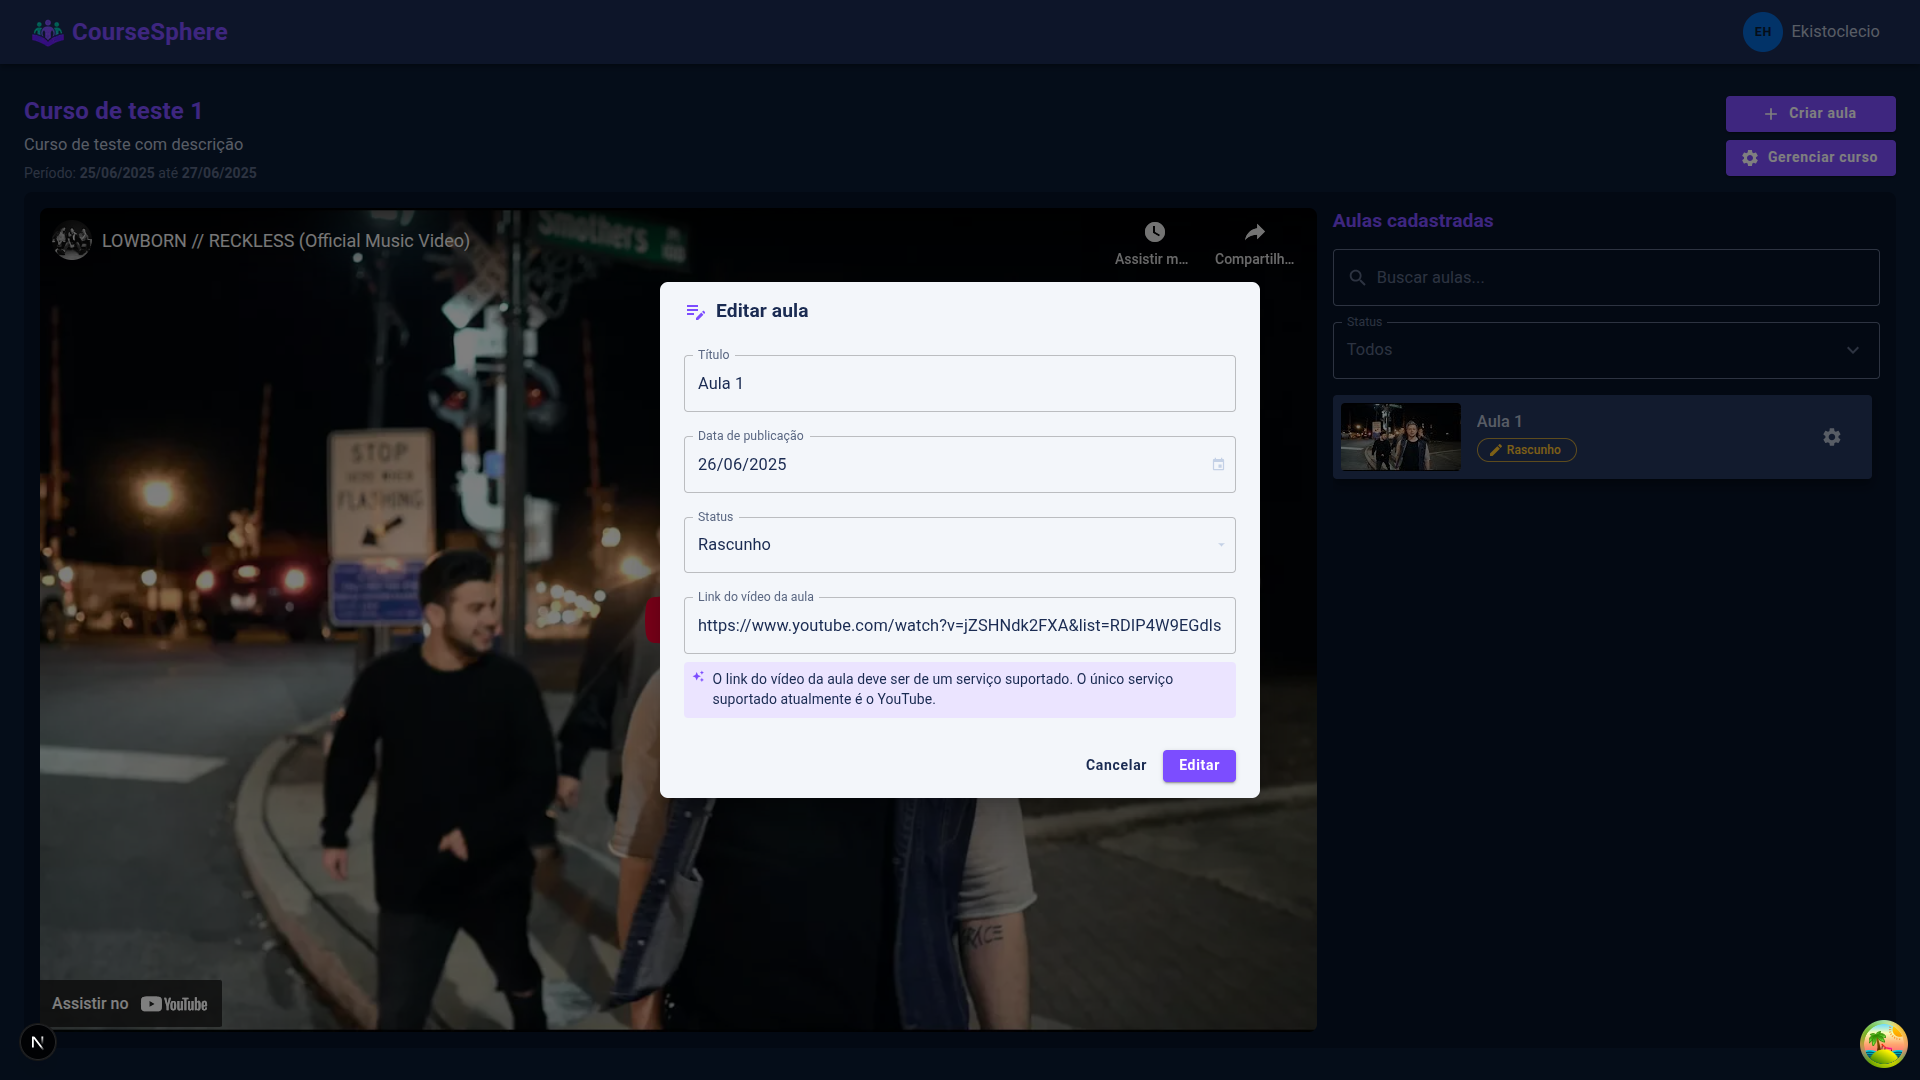 CourseSphere
EH
Ekistoclecio
Curso de teste 1
Curso de teste com descrição
Período: 25/06/2025 até 27/06/2025
Criar aula
Gerenciar curso
LOWBORN // RECKLESS (Official Music Video)
Smothers
Assistir m...
Compartilh...
STOP
HERE WHEN
FLASHING
Aulas cadastradas
Buscar aulas...
Status
Todos
Aula 1
Rascunho
Editar aula
Título
Aula 1
Data de publicação
26/06/2025
Status
Rascunho
Link do vídeo da aula
https://www.youtube.com/watch?v=jZSHNdk2FXA&list=RDIP4W9EGdls
O link do vídeo da aula deve ser de um serviço suportado. O único serviço
suportado atualmente é o YouTube.
Cancelar
Editar
Assistir no YouTube
N